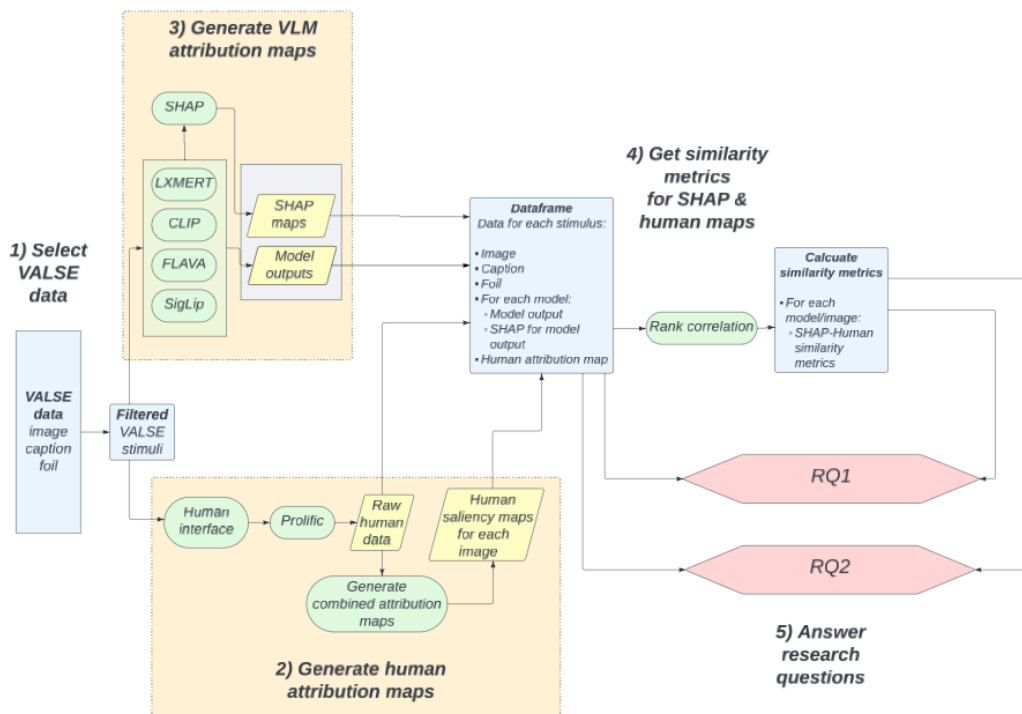 3) Generate VLM
attribution maps
SHAP
LXMERT
CLIP
FLAVA
SigLip
SHAP
maps
Model
outputs
1) Select
VALSE
data
VALSE
data
image
caption
foil
Filtered
VALSE
stimuli
Human
interface
Prolific
Raw
human
data
Human
saliency maps
for each
image
Generate
combined attribution
maps
2) Generate human
attribution maps
Dataframe
Data for each stimulus:
▪ Image
▪ Caption
▪ Foil
▪ For each model:
▫ Model output
▫ SHAP for model
output
▪ Human attribution map
4) Get similarity
metrics
for SHAP &
human maps
Rank correlation
Calcuate
similarity metrics
▪ For each
model/image:
▫ SHAP-Human
similarity
metrics
RQ1
RQ2
5) Answer
research
questions